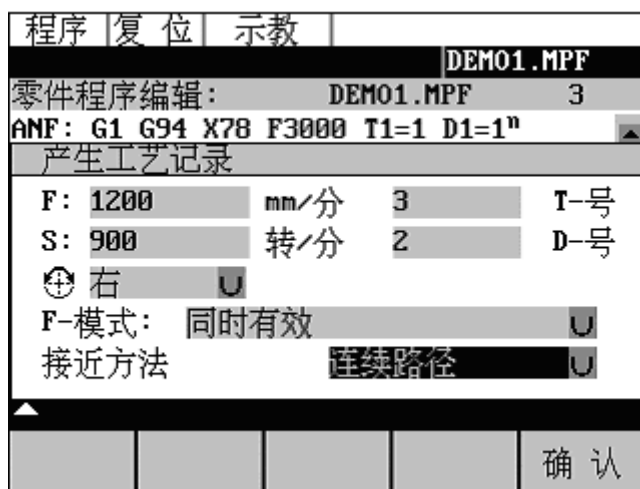 程序 复 位 示教
DEMO1.MPF
零件程序编辑: DEMO1.MPF 3
ANF: G1 G94 X78 F3000 T1=1 D1=1ⁿ
产生工艺记录
F: 1200 mm/分 3 T-号
S: 900 转/分 2 D-号
右 U
F-模式: 同时有效 U
接近方法 连续路径 U
确 认